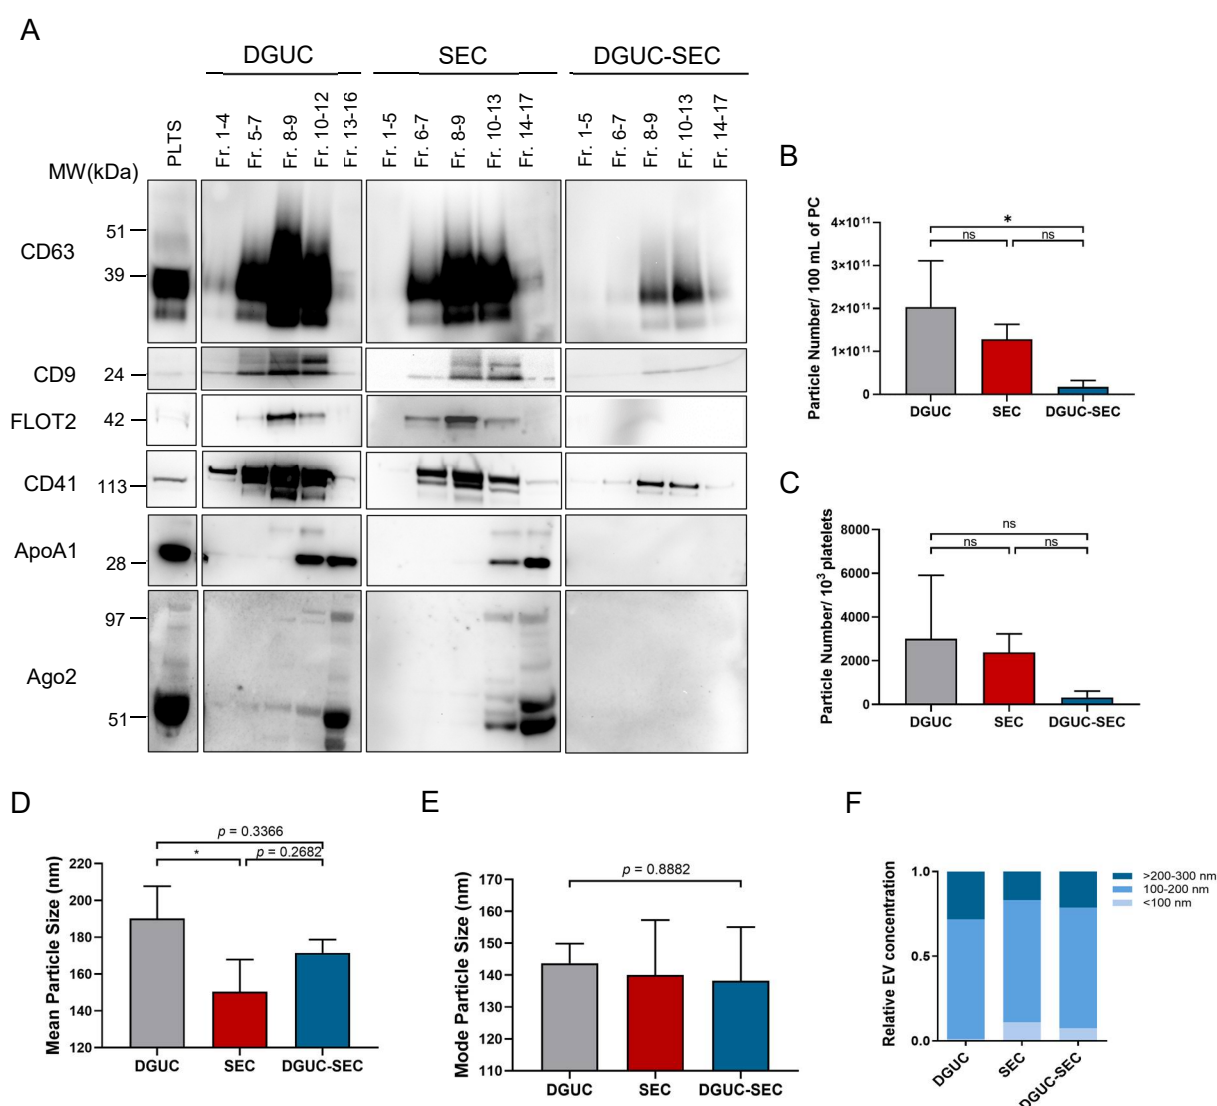 A
DGUC
SEC
DGUC-SEC
PLTS
Fr. 1-4
Fr. 5-7
Fr. 8-9
Fr. 10-12
Fr. 13-16
Fr. 1-5
Fr. 6-7
Fr. 8-9
Fr. 10-13
Fr. 14-17
Fr. 1-5
Fr. 6-7
Fr. 8-9
Fr. 10-13
Fr. 14-17
MW(kDa)
51
CD63
39
CD9
24
FLOT2
42
CD41
113
ApoA1
28
97
Ago2
51
B
Particle Number/ 100 mL of PC
4×10¹¹
3×10¹¹
2×10¹¹
1×10¹¹
0
*
ns
ns
DGUC
SEC
DGUC-SEC
C
Particle Number/ 10³ platelets
8000
6000
4000
2000
0
ns
ns
ns
DGUC
SEC
DGUC-SEC
D
Mean Particle Size (nm)
220
200
180
160
140
120
p = 0.3366
*
p = 0.2682
DGUC
SEC
DGUC-SEC
E
Mode Particle Size (nm)
170
160
150
140
130
120
110
p = 0.8882
DGUC
SEC
DGUC-SEC
F
Relative EV concentration
1.0
0.5
0.0
DGUC
SEC
DGUC-SEC
>200-300 nm
100-200 nm
<100 nm